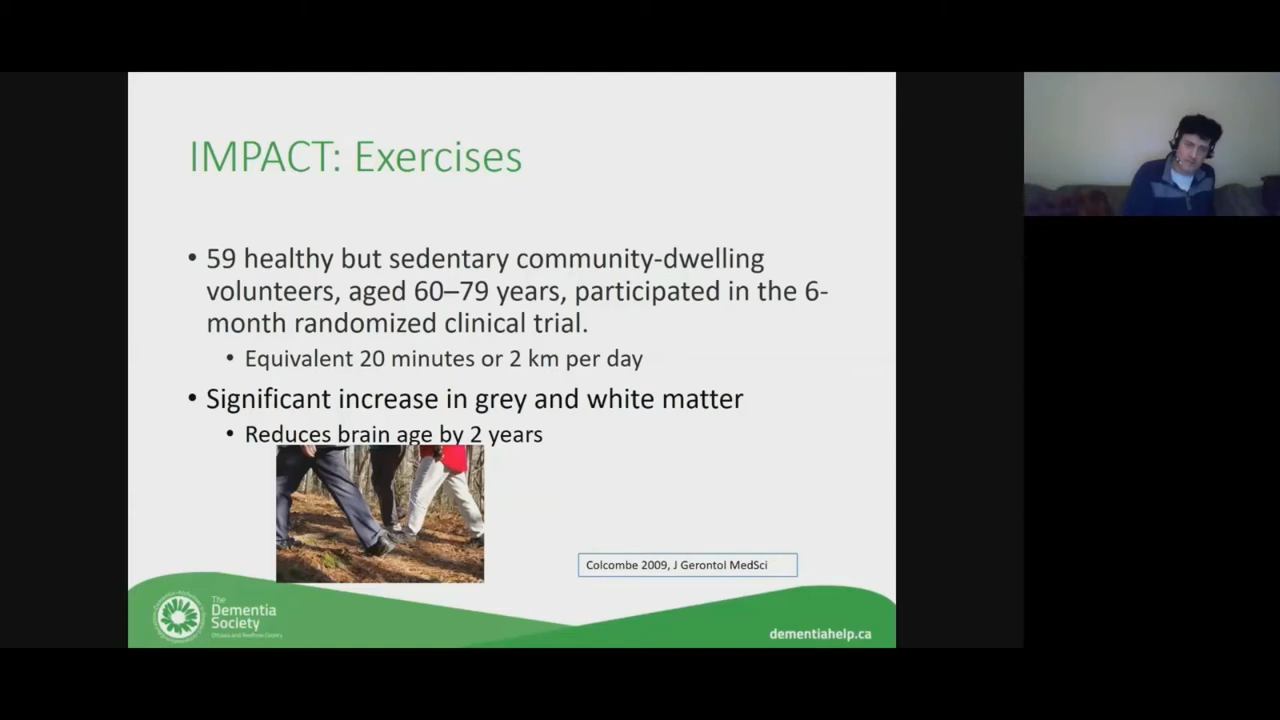 IMPACT: Exercises
• 59 healthy but sedentary community-dwelling
volunteers, aged 60–79 years, participated in the 6-
month randomized clinical trial.
• Equivalent 20 minutes or 2 km per day
• Significant increase in grey and white matter
• Reduces brain age by 2 years
Colcombe 2009, J Gerontol MedSci
The
Dementia
Society
dementiahelp.ca